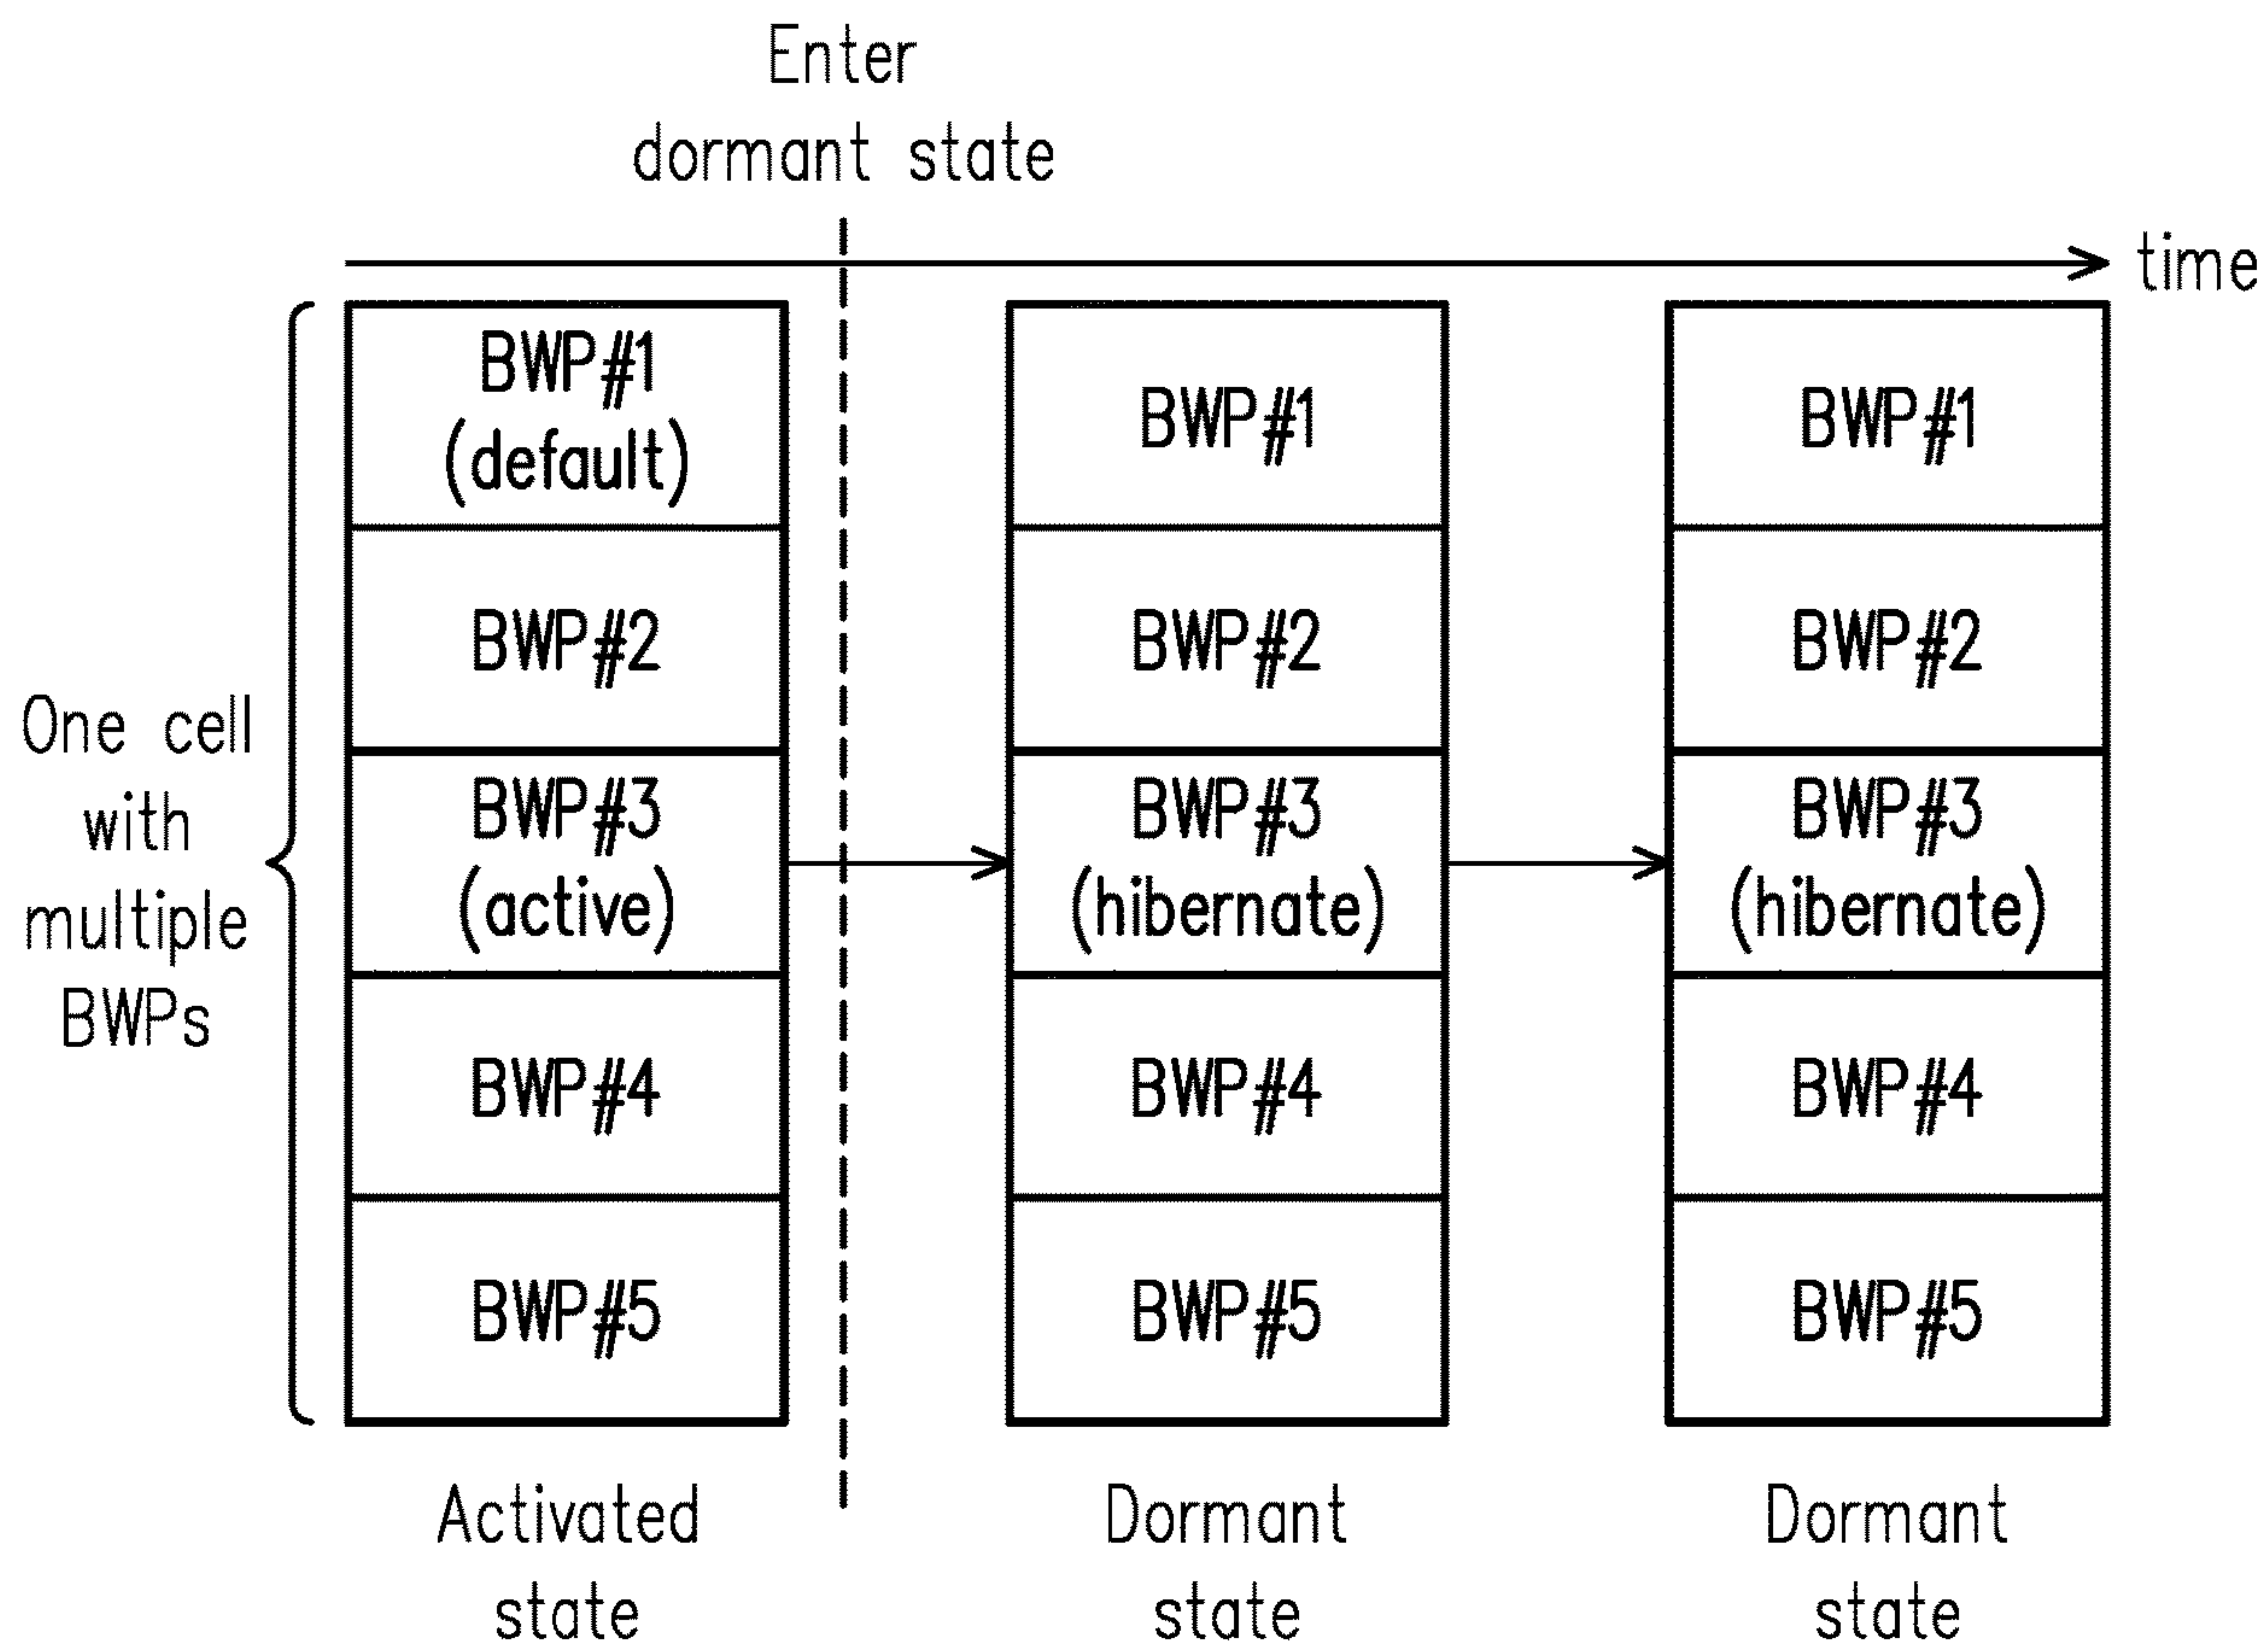 Enter
dormant state
time
One cell
with
multiple
BWPs
BWP#1
(default)
BWP#2
BWP#3
(active)
BWP#4
BWP#5
Activated
state
BWP#1
BWP#2
BWP#3
(hibernate)
BWP#4
BWP#5
Dormant
state
BWP#1
BWP#2
BWP#3
(hibernate)
BWP#4
BWP#5
Dormant
state